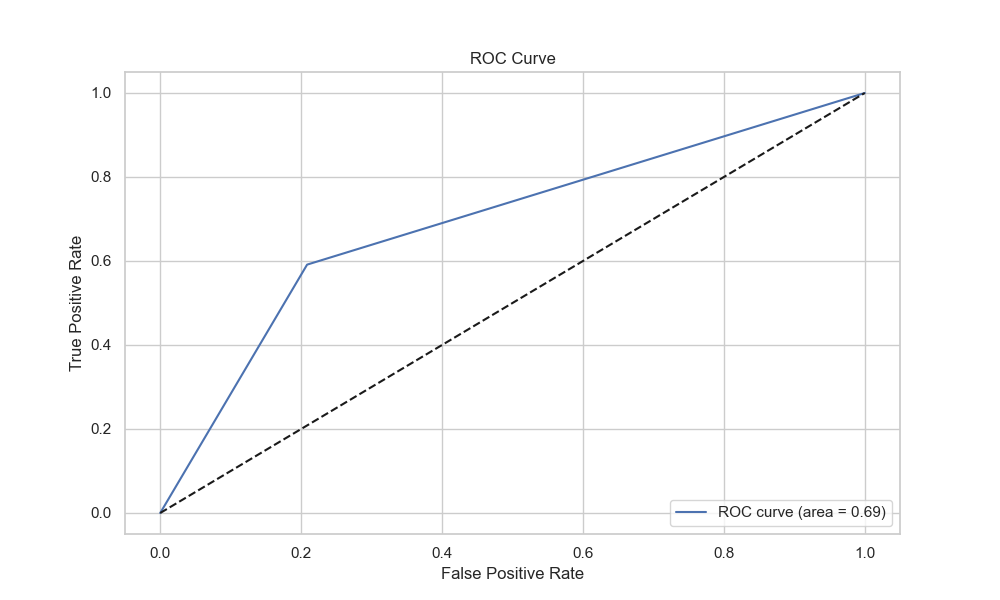 ROC Curve
1.0
0.8
0.6
0.4
0.2
0.0
True Positive Rate
ROC curve (area = 0.69)
0.0 0.2 0.4 0.6 0.8 1.0
False Positive Rate